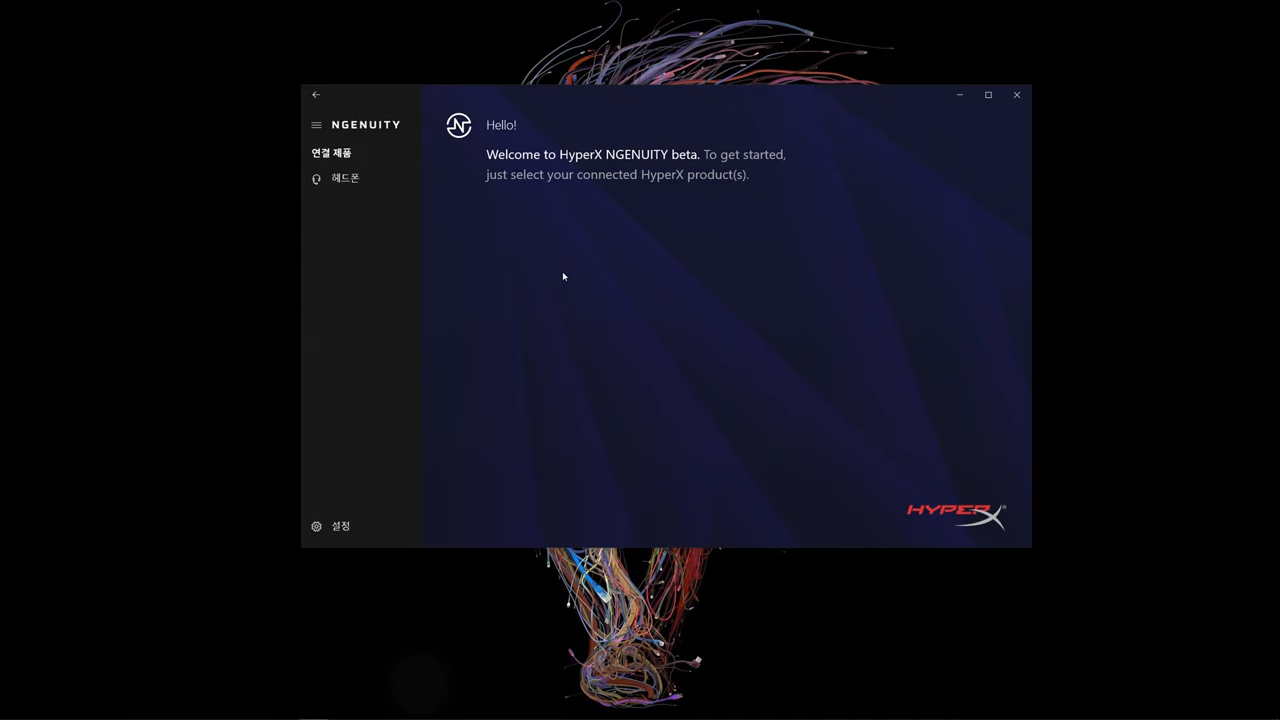 NGENUITY
연결 제품
헤드폰
설정
Hello!
Welcome to HyperX NGENUITY beta. To get started,
just select your connected HyperX product(s).
HYPERX